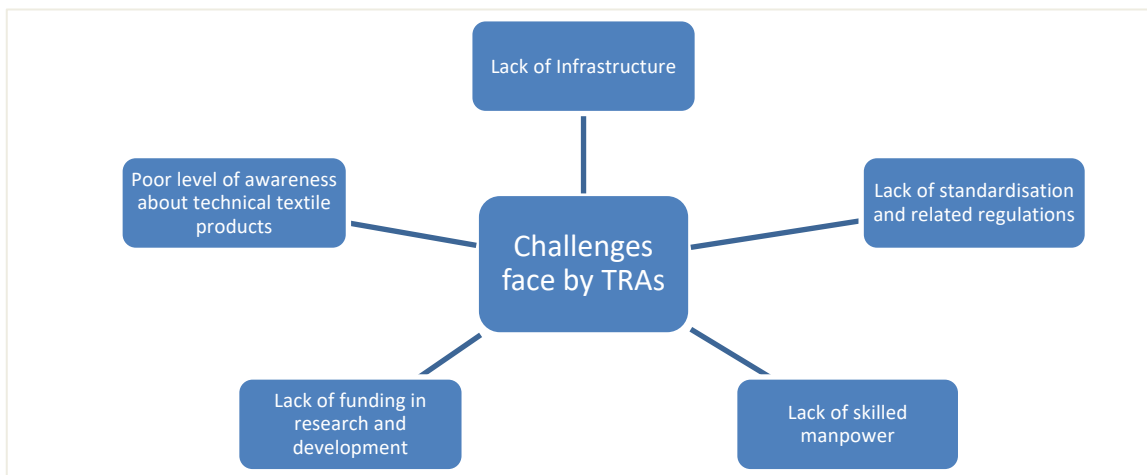 Lack of Infrastructure
Poor level of awareness
about technical textile
products
Lack of standardisation
and related regulations
Challenges
face by TRAs
Lack of funding in
research and
development
Lack of skilled
manpower